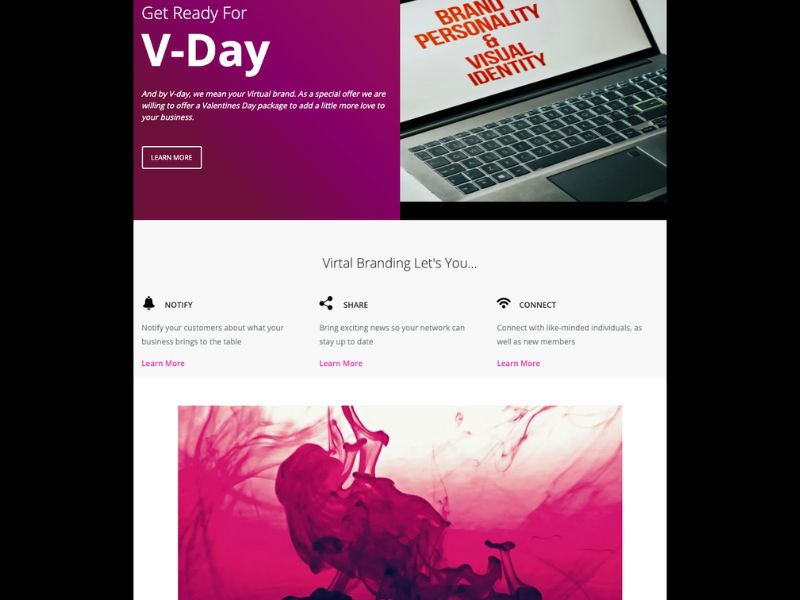 Get Ready For
V-Day
And by V-day, we mean your Virtual brand. As a special offer we are
willing to offer a Valentines Day package to add a little more love to
your business.
LEARN MORE
BRAND
PERSONALITY
&
VISUAL
IDENTITY
Virtal Branding Let's You...
NOTIFY
Notify your customers about what your
business brings to the table
Learn More
SHARE
Bring exciting news so your network can
stay up to date
Learn More
CONNECT
Connect with like-minded individuals, as
well as new members
Learn More